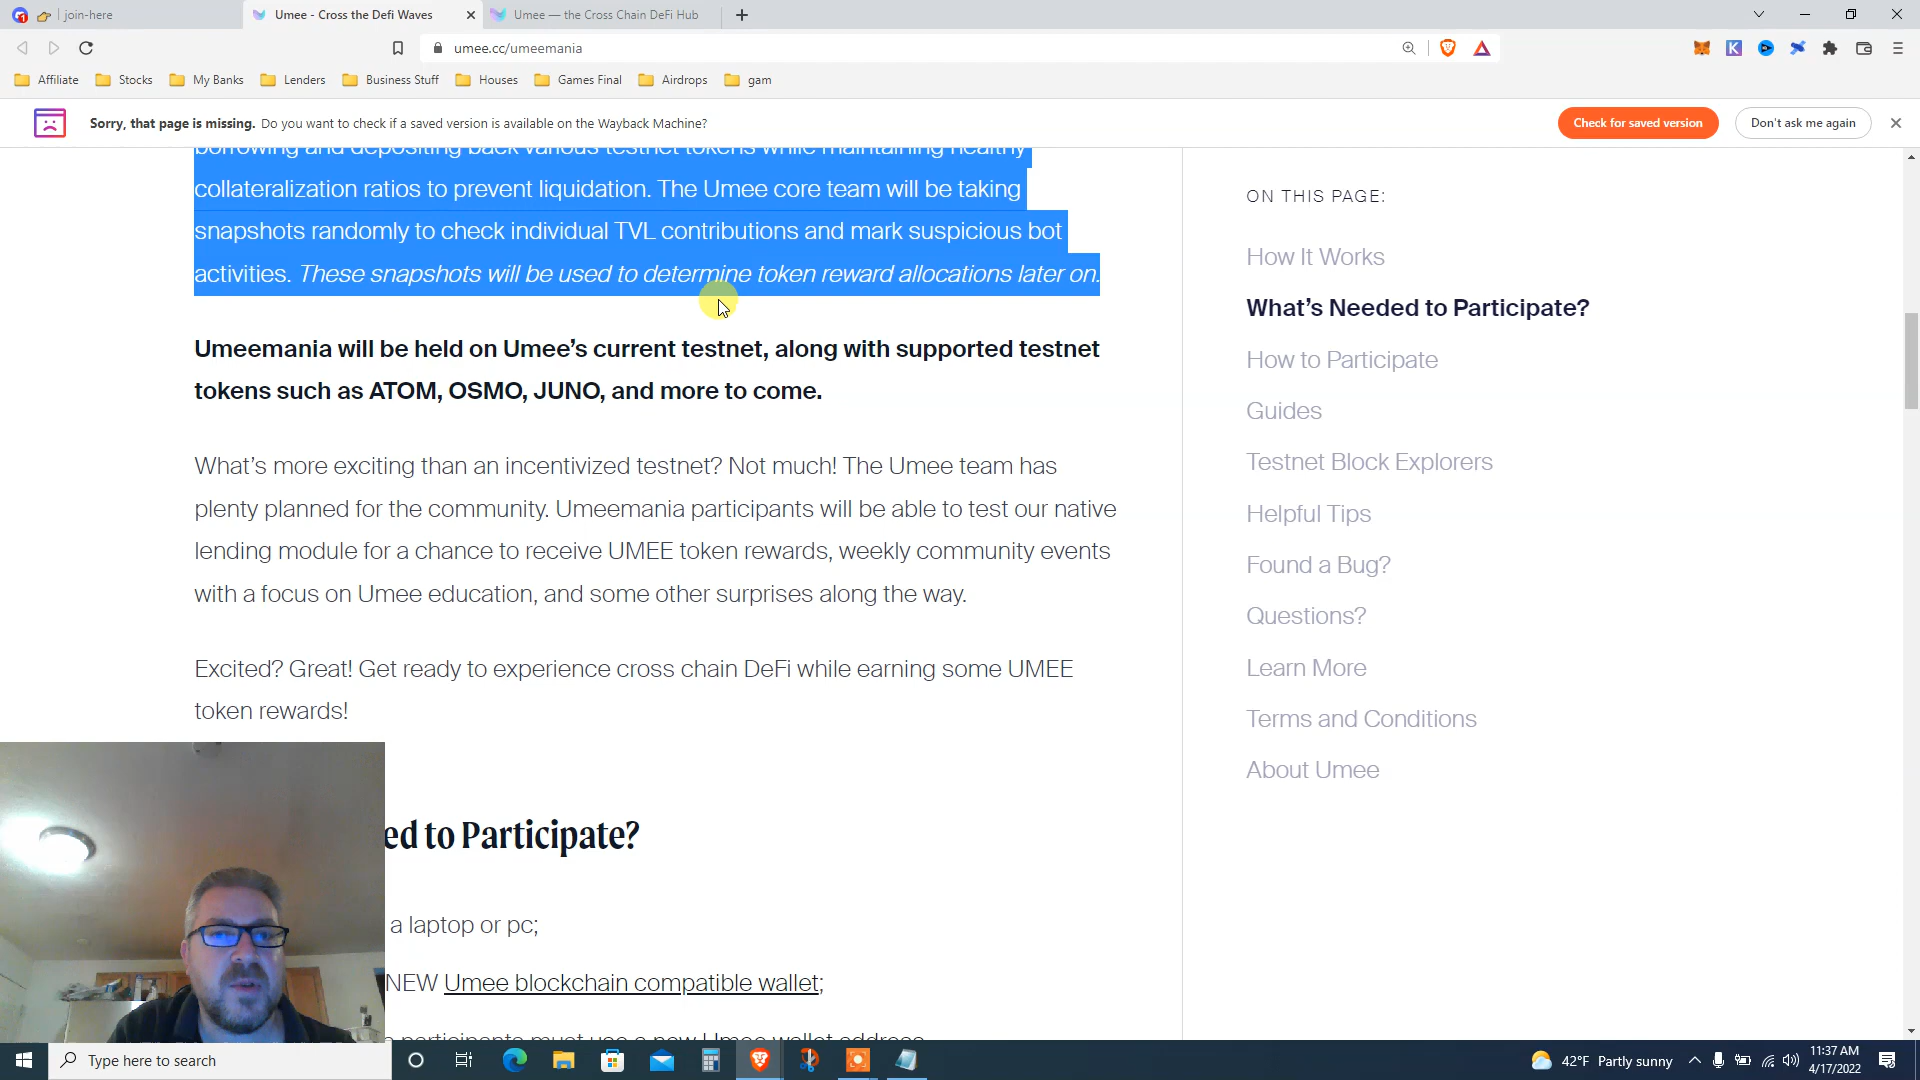 join-here
Umee - Cross the Defi Waves
Umee — the Cross Chain DeFi Hub
umee.cc/umeemania
Affiliate
Stocks
My Banks
Lenders
Business Stuff
Houses
Games Final
Airdrops
gam
Sorry, that page is missing. Do you want to check if a saved version is available on the Wayback Machine?
Check for saved version
Don't ask me again
borrowing and depositing back various testnet tokens while maintaining healthy
collateralization ratios to prevent liquidation. The Umee core team will be taking
snapshots randomly to check individual TVL contributions and mark suspicious bot
activities. These snapshots will be used to determine token reward allocations later on.
Umeemania will be held on Umee’s current testnet, along with supported testnet
tokens such as ATOM, OSMO, JUNO, and more to come.
What’s more exciting than an incentivized testnet? Not much! The Umee team has
plenty planned for the community. Umeemania participants will be able to test our native
lending module for a chance to receive UMEE token rewards, weekly community events
with a focus on Umee education, and some other surprises along the way.
Excited? Great! Get ready to experience cross chain DeFi while earning some UMEE
token rewards!
ed to Participate?
a laptop or pc;
NEW Umee blockchain compatible wallet;
participants must use a new Umee wallet address
ON THIS PAGE:
How It Works
What’s Needed to Participate?
How to Participate
Guides
Testnet Block Explorers
Helpful Tips
Found a Bug?
Questions?
Learn More
Terms and Conditions
About Umee
Type here to search
42°F Partly sunny
11:37 AM
4/17/2022